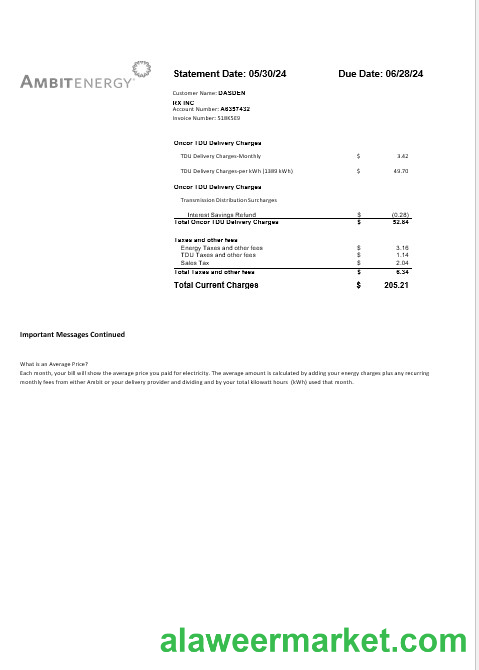 AMBITENERGY
Statement Date: 05/30/24 Due Date: 06/28/24
Customer Name: DASDEN
RX INC
Account Number: A6357432
Invoice Number: 518K5E9
Oncor TDU Delivery Charges
TDU Delivery Charges-Monthly $ 3.42
TDU Delivery Charges-per kWh (1389 kWh) $ 49.70
Oncor TDU Delivery Charges
Transmission Distribution Surcharges
Interest Savings Refund $ (0.28)
Total Oncor TDU Delivery Charges $ 52.84
Taxes and other fees
Energy Taxes and other fees $ 3.16
TDU Taxes and other fees $ 1.14
Sales Tax $ 2.04
Total Taxes and other fees $ 6.34
Total Current Charges $ 205.21
Important Messages Continued
What is an Average Price?
Each month, your bill will show the average price you paid for electricity. The average amount is calculated by adding your energy charges plus any recurring
monthly fees from either Ambit or your delivery provider and dividing and by your total kilowatt hours (kWh) used that month.
alaweermarket.com